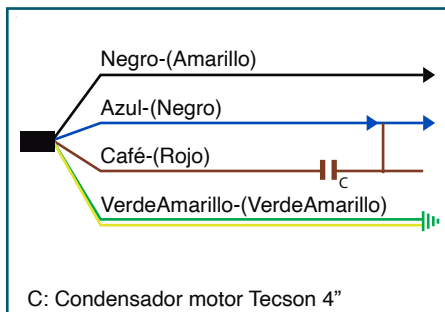 Negro-(Amarillo)
Azul-(Negro)
Café-(Rojo)
C
VerdeAmarillo-(VerdeAmarillo)
C: Condensador motor Tecson 4”